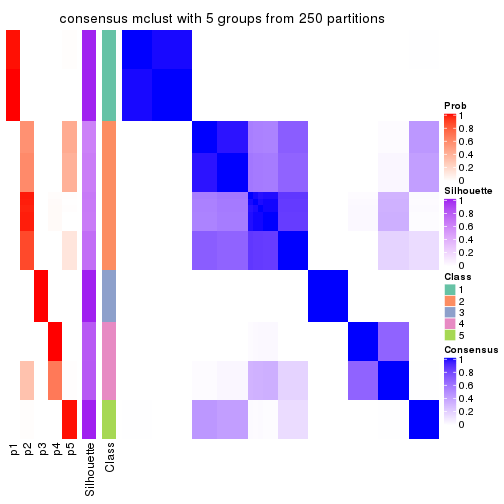 consensus mclust with 5 groups from 250 partitions
Prob
1
0.8
0.6
0.4
0.2
0
Silhouette
1
0.8
0.6
0.4
0.2
0
Class
1
2
3
4
5
Consensus
1
0.8
0.6
0.4
0.2
0
p1
p2
p3
p4
p5
Silhouette
Class